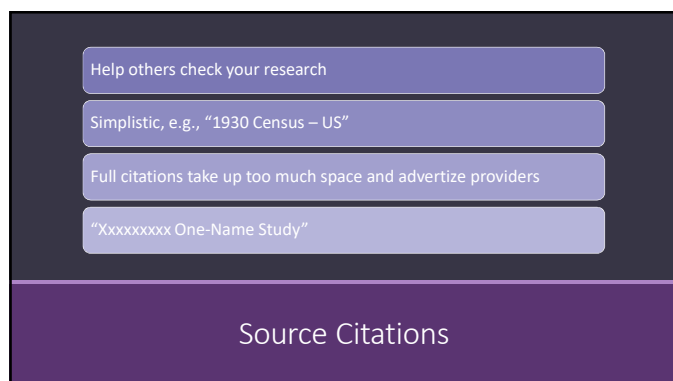 Help others check your research
Simplistic, e.g., “1930 Census – US”
Full citations take up too much space and advertize providers
“Xxxxxxxxx One-Name Study”
Source Citations